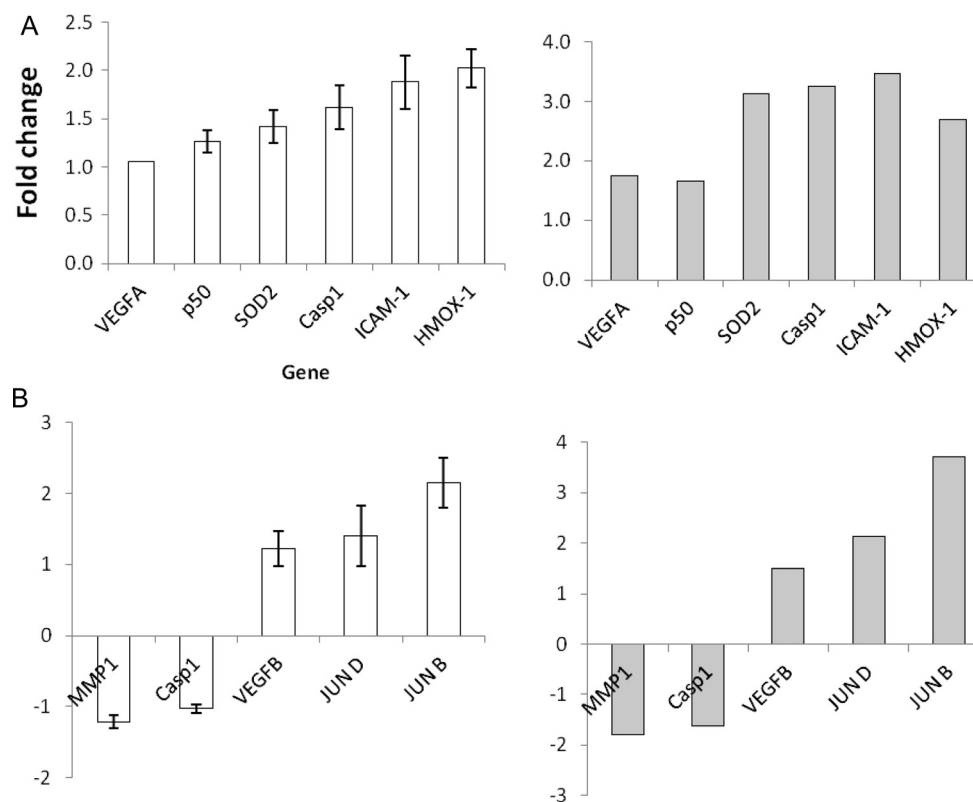 A
Fold change
2.5
2.0
1.5
1.0
0.5
0.0
VEGFA
p50
SOD2
Casp1
ICAM-1
HMOX-1
Gene
4.0
3.0
2.0
1.0
0.0
VEGFA
p50
SOD2
Casp1
ICAM-1
HMOX-1
B
3
2
1
0
-1
-2
MMP1
Casp1
VEGFB
JUN D
JUN B
4
3
2
1
0
-1
-2
-3
MMP1
Casp1
VEGFB
JUN D
JUN B